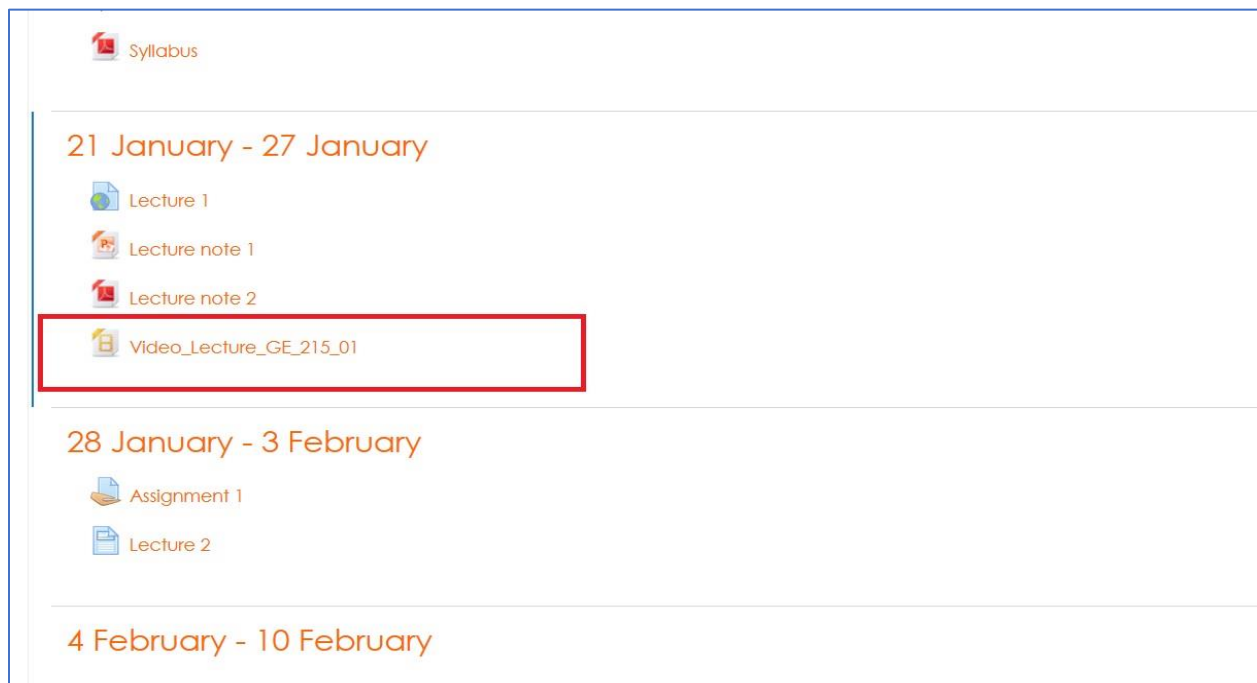 Syllabus
21 January - 27 January
Lecture 1
Lecture note 1
Lecture note 2
Video_Lecture_GE_215_01
28 January - 3 February
Assignment 1
Lecture 2
4 February - 10 February